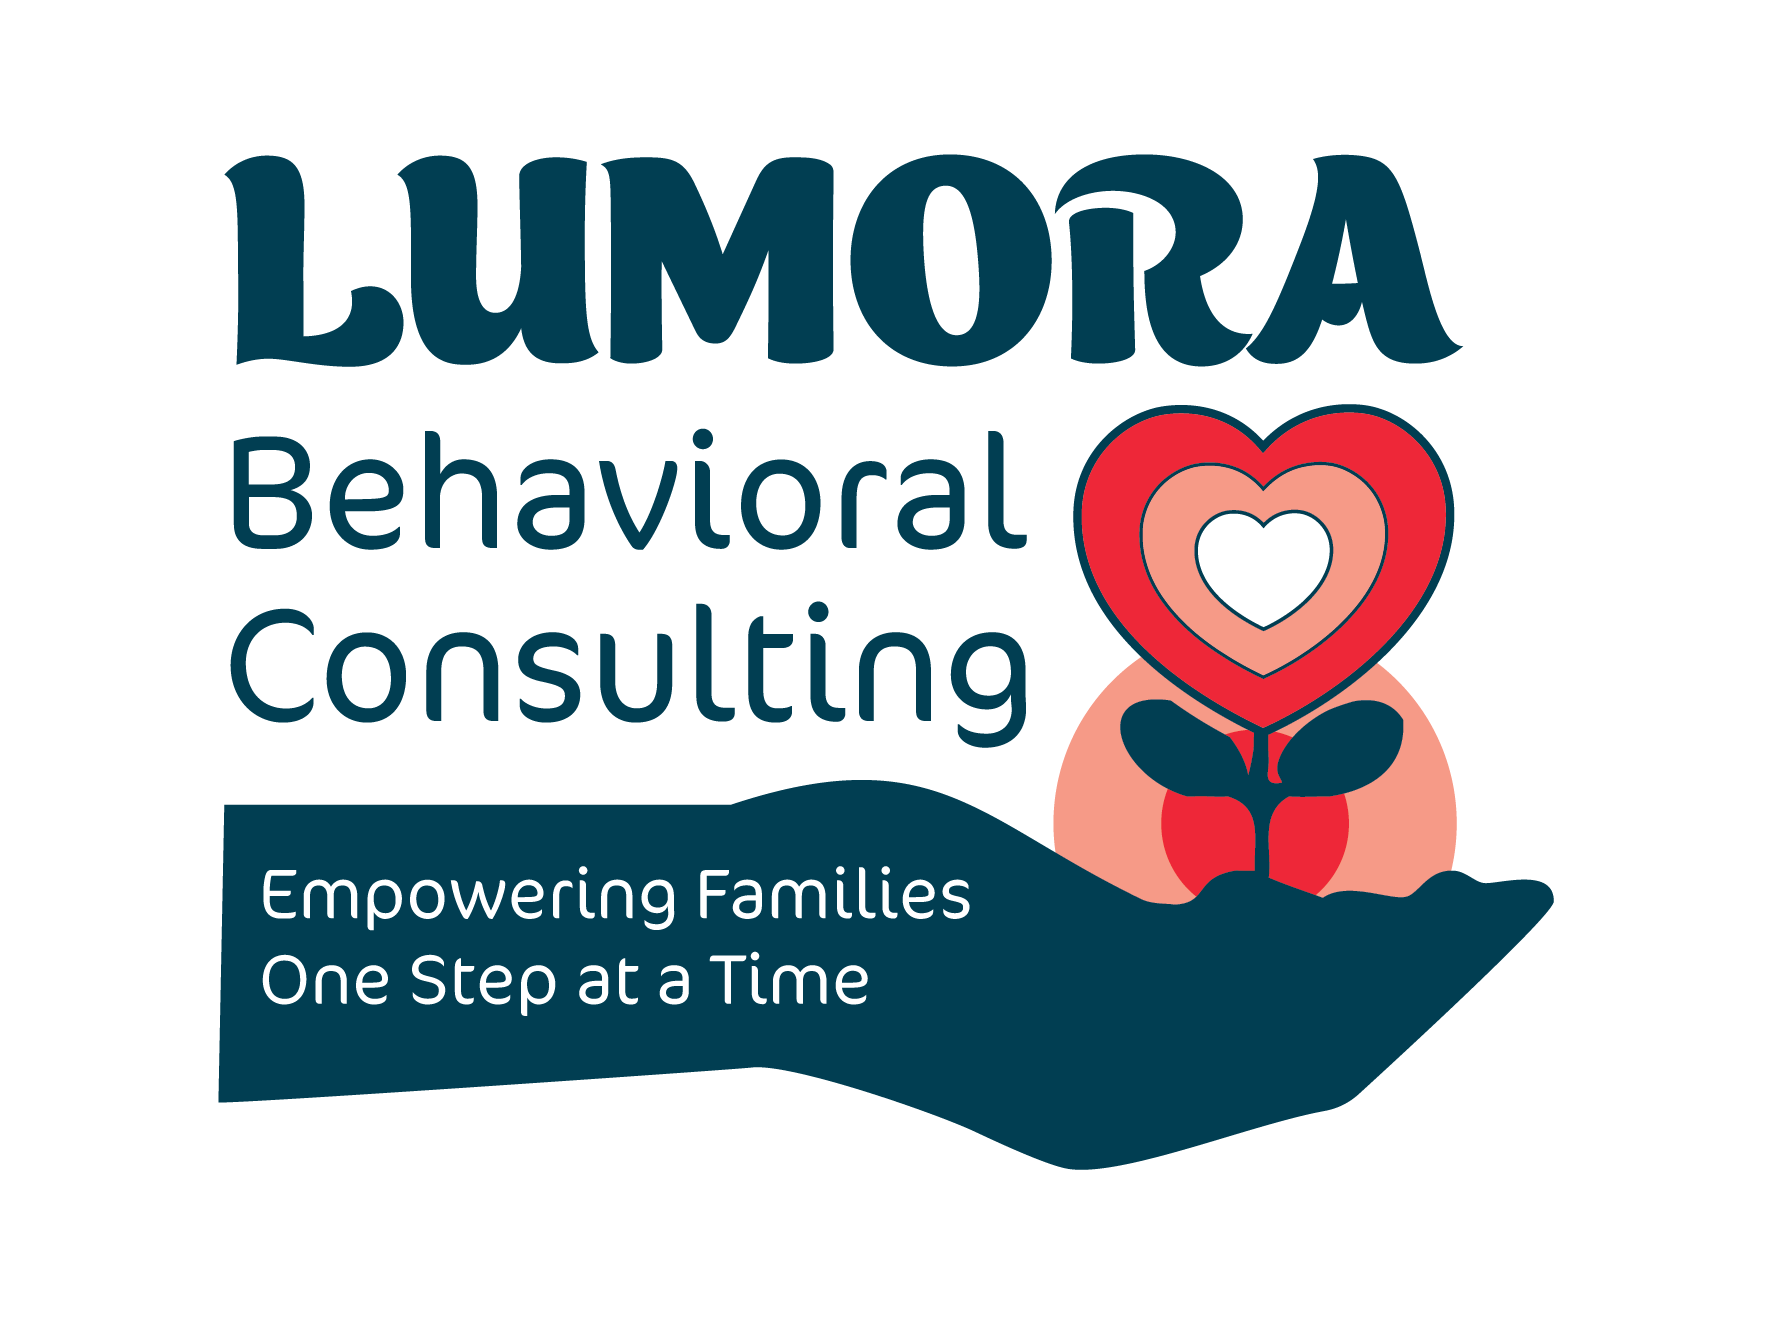 LUMORA
Behavioral
Consulting
Empowering Families
One Step at a Time